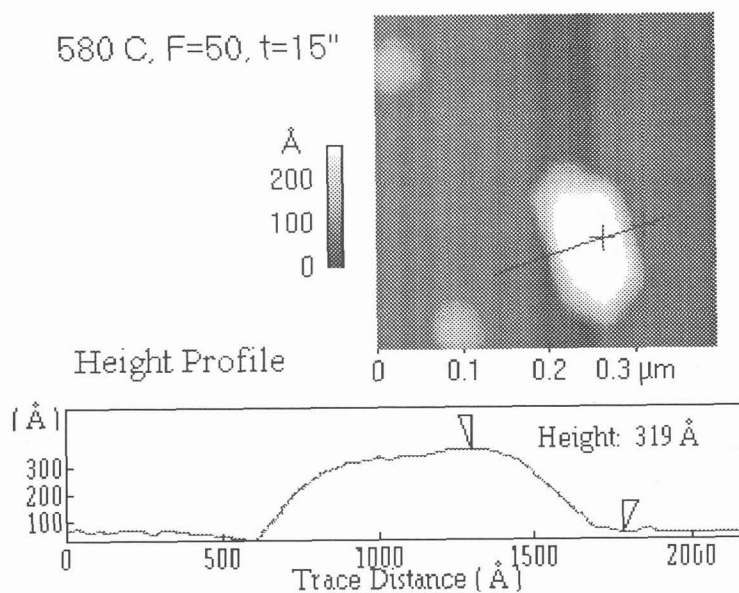 580 C, F=50, t=15"
Å
200
100
0
0 0.1 0.2 0.3 µm
Height Profile
(Å)
Height: 319 Å
300
200
100
0 500 1000 1500 2000
Trace Distance (Å)